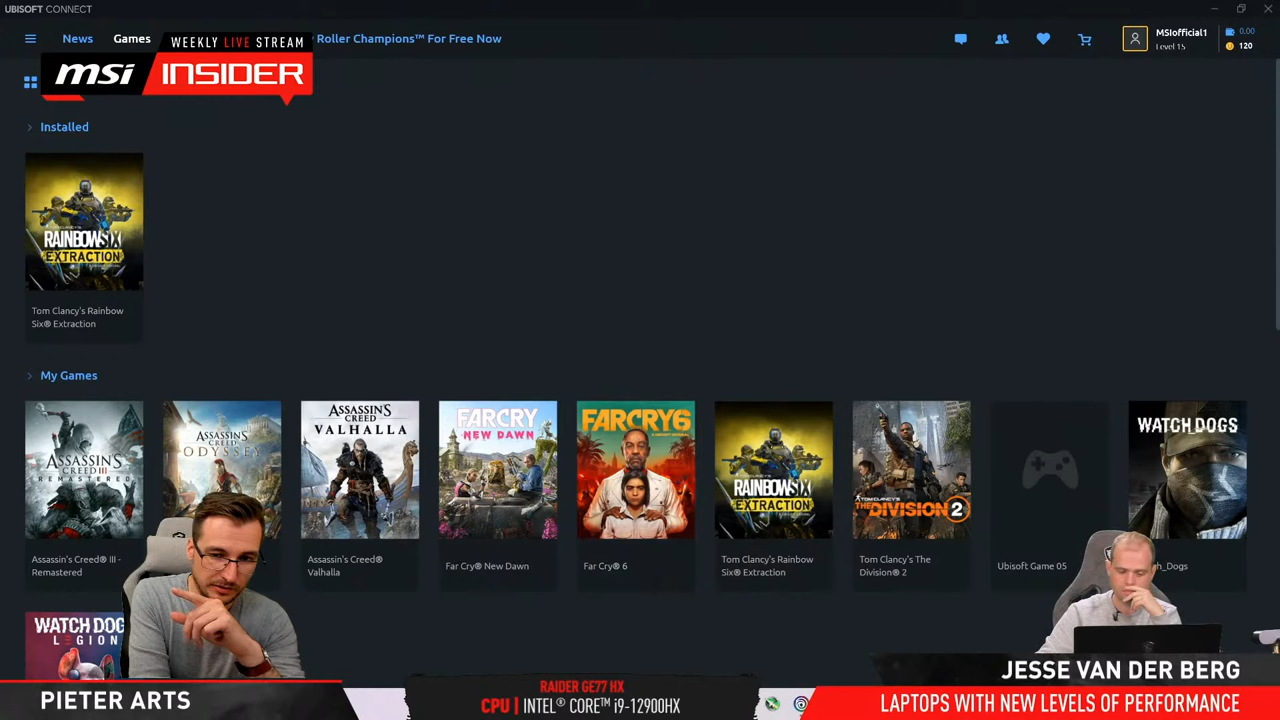 UBISOFT CONNECT
News
Games
Roller Champions™ For Free Now
MSIofficial1
Level 15
0.00
120
WEEKLY LIVE STREAM
msi INSIDER
Installed
RAINBOW SIX
EXTRACTION
Tom Clancy's Rainbow
Six® Extraction
My Games
ASSASSIN'S CREED III
REMASTERED
Assassin's Creed® III -
Remastered
ASSASSIN'S
CREED
ODYSSEY
ASSASSIN'S
CREED
VALHALLA
Assassin's Creed®
Valhalla
FARCRY
NEW DAWN
Far Cry® New Dawn
FARCRY6
Far Cry® 6
RAINBOW SIX
EXTRACTION
Tom Clancy's Rainbow
Six® Extraction
TOM CLANCY'S
THE DIVISION 2
Tom Clancy's The
Division® 2
Ubisoft Game 05
WATCH DOGS
h_Dogs
WATCH DOG
LEGION
PIETER ARTS
RAIDER GE77 HX
CPU | INTEL® CORE™ i9-12900HX
JESSE VAN DER BERG
LAPTOPS WITH NEW LEVELS OF PERFORMANCE